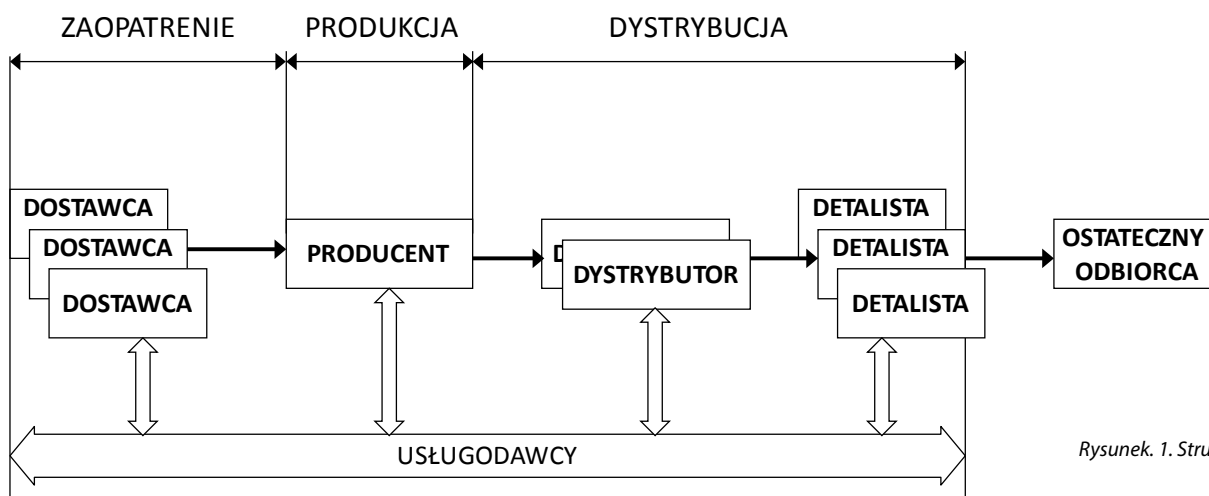 ZAOPATRENIE PRODUKCJA DYSTRYBUCJA
DOSTAWCA
DOSTAWCA
DOSTAWCA
PRODUCENT
DYSTRYBUTOR
DETALISTA
DETALISTA
DETALISTA
OSTATECZNY
ODBIORCA
USŁUGODAWCY
Rysunek. 1.